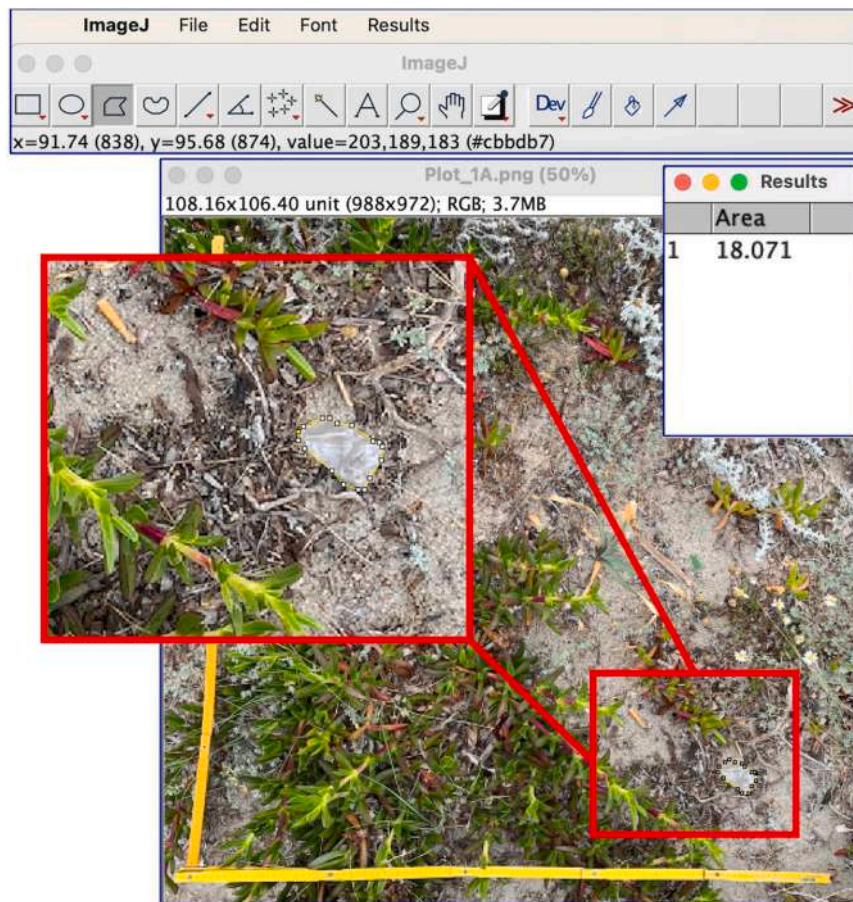 ImageJ File Edit Font Results
ImageJ
A Dev
x=91.74 (838), y=95.68 (874), value=203,189,183 (#cbbdb7)
Plot_1A.png (50%)
108.16x106.40 unit (988x972); RGB; 3.7MB
Results
Area
1 18.071